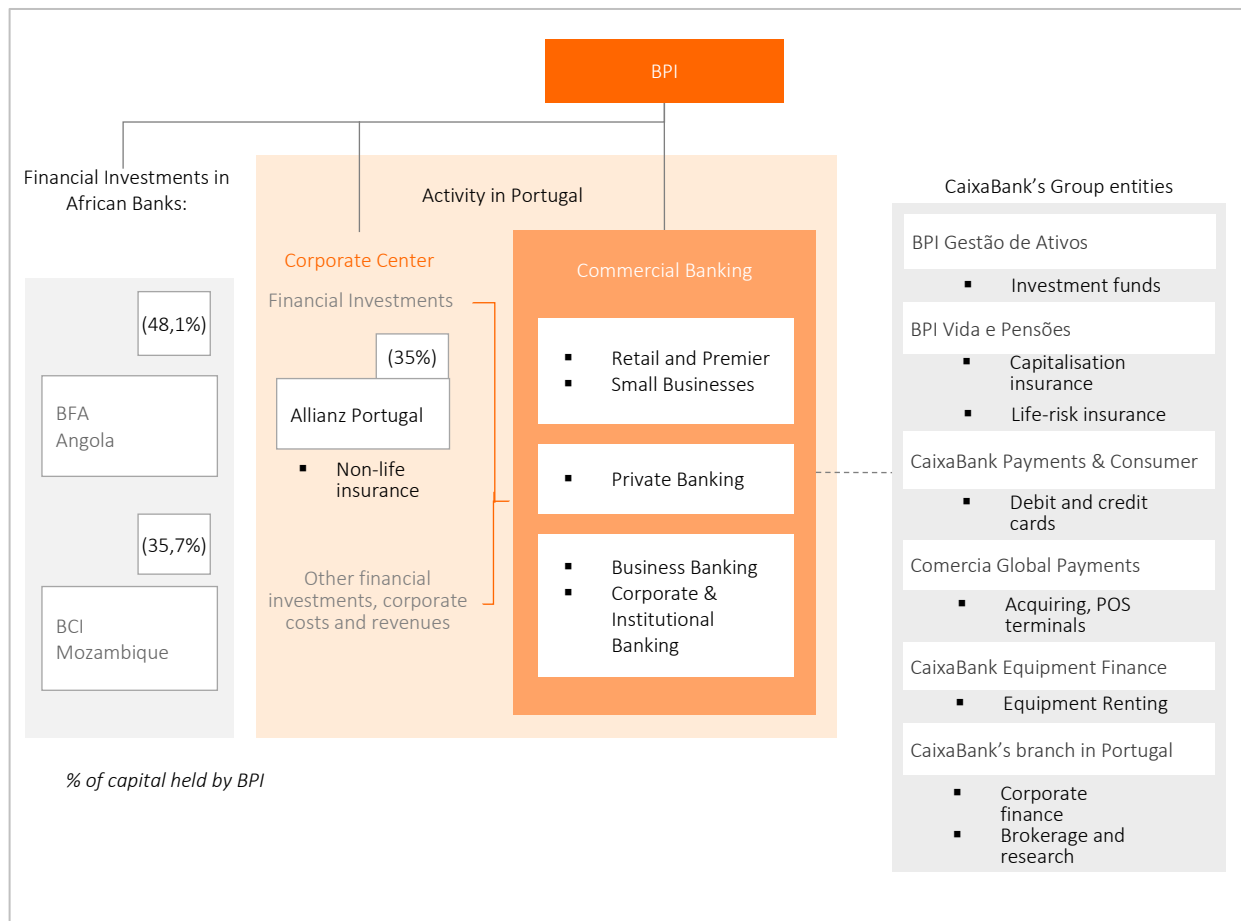 BPI
Financial Investments in
African Banks:
(48,1%)
BFA
Angola
(35,7%)
BCI
Mozambique
% of capital held by BPI
Activity in Portugal
Corporate Center
Financial Investments
(35%)
Allianz Portugal
▪ Non-life
insurance
Other financial
investments, corporate
costs and revenues
Commercial Banking
▪ Retail and Premier
▪ Small Businesses
▪ Private Banking
▪ Business Banking
▪ Corporate &
Institutional
Banking
CaixaBank’s Group entities
BPI Gestão de Ativos
▪ Investment funds
BPI Vida e Pensões
▪ Capitalisation
insurance
▪ Life-risk insurance
CaixaBank Payments & Consumer
▪ Debit and credit
cards
Comercia Global Payments
▪ Acquiring, POS
terminals
CaixaBank Equipment Finance
▪ Equipment Renting
CaixaBank’s branch in Portugal
▪ Corporate
finance
▪ Brokerage and
research